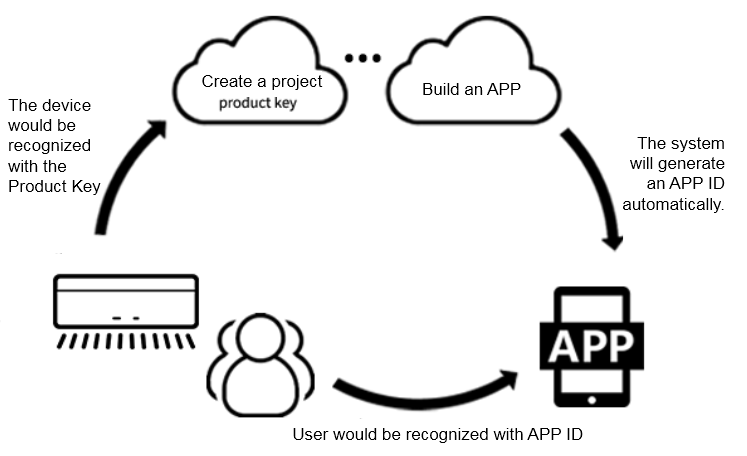 Create a project
product key
Build an APP
The device
would be
recognized
with the
Product Key
The system
will generate
an APP ID
automatically.
APP
User would be recognized with APP ID